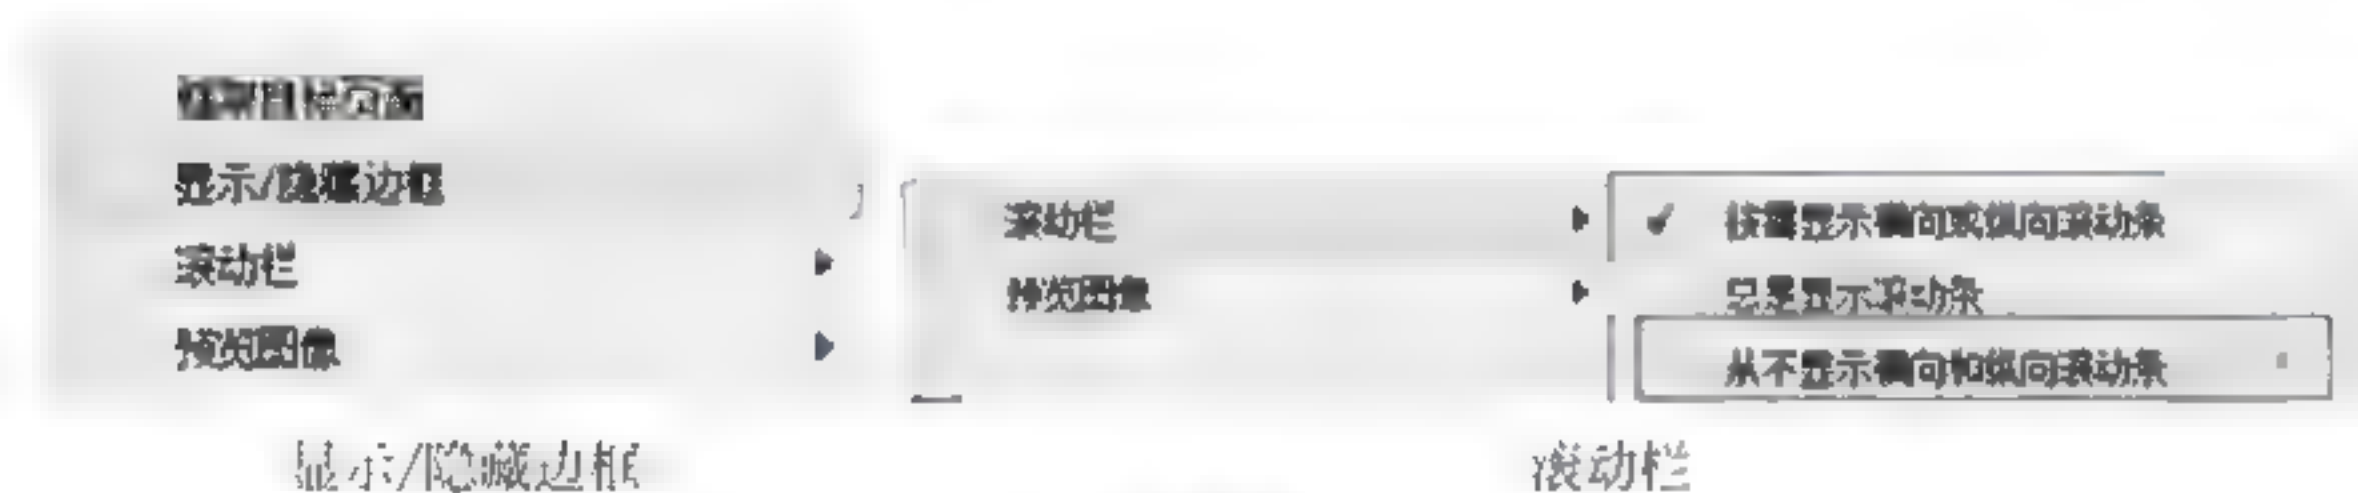 显示/隐藏边框
滚动栏
预览图像
滚动栏
预览图像
按需显示横向或纵向滚动条
总是显示滚动条
从不显示横向和纵向滚动条
显示/隐藏边框
滚动栏